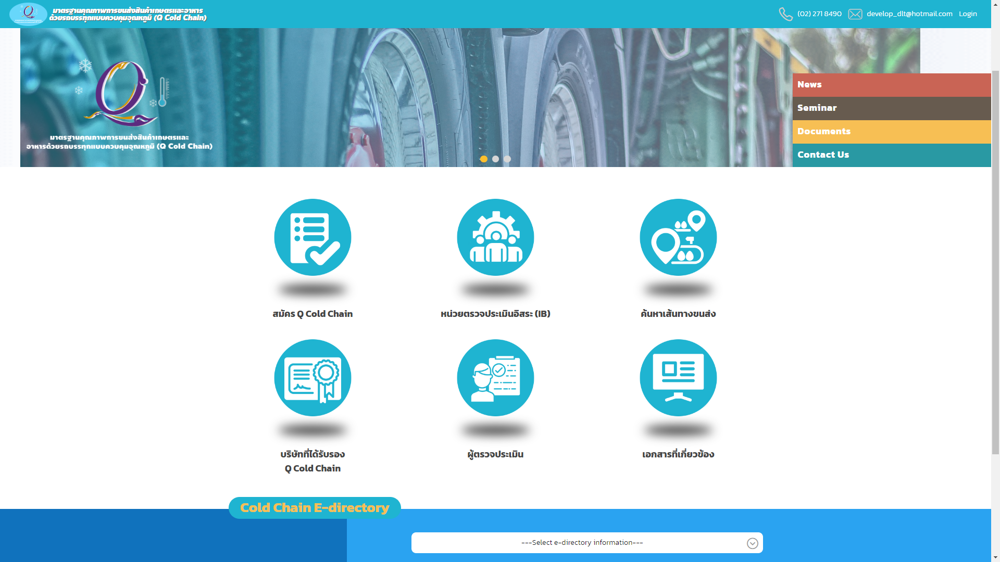 มาตรฐานคุณภาพการขนส่งสินค้าเกษตรและอาหาร
ด้วยรถบรรทุกแบบควบคุมอุณหภูมิ (Q Cold Chain)
(02) 271 8490
develop_dlt@hotmail.com
Login
มาตรฐานคุณภาพการขนส่งสินค้าเกษตรและ
อาหารด้วยรถบรรทุกแบบควบคุมอุณหภูมิ (Q Cold Chain)
News
Seminar
Documents
Contact Us
สมัคร Q Cold Chain
หน่วยตรวจประเมินอิสระ (IB)
ค้นหาเส้นทางขนส่ง
บริษัทที่ได้รับรอง
Q Cold Chain
ผู้ตรวจประเมิน
เอกสารที่เกี่ยวข้อง
Cold Chain E-directory
---Select e-directory information---